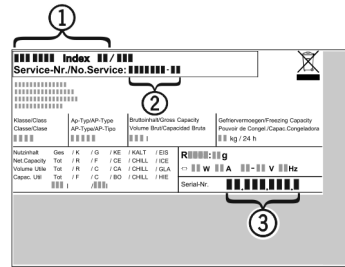 1
Index /
Service-Nr./No.Service: -
2
Klasse/Class
Classe/Clase
Ap-Typ/AP-Type
AP-Type/AP-Tipo
Bruttoinhalt/Gross Capacity
Volume Brut/Capacidad Bruta
l
Gefriervermoegen/Freezing Capacity
Pouvoir de Congel./Capac.Congeladora
kg / 24 h
Nutzinhalt Ges / K / G / KE / KALT / EIS
Net.Capacity Tot / R / F / CE / CHILL / ICE
Volume Utile Tot / R / C / CA / CHILL / GLA
Capac. Util Tot / F / C / BO / CHILL / HIE
l / l
R : g
W A - V Hz
Serial-Nr. . . .
3